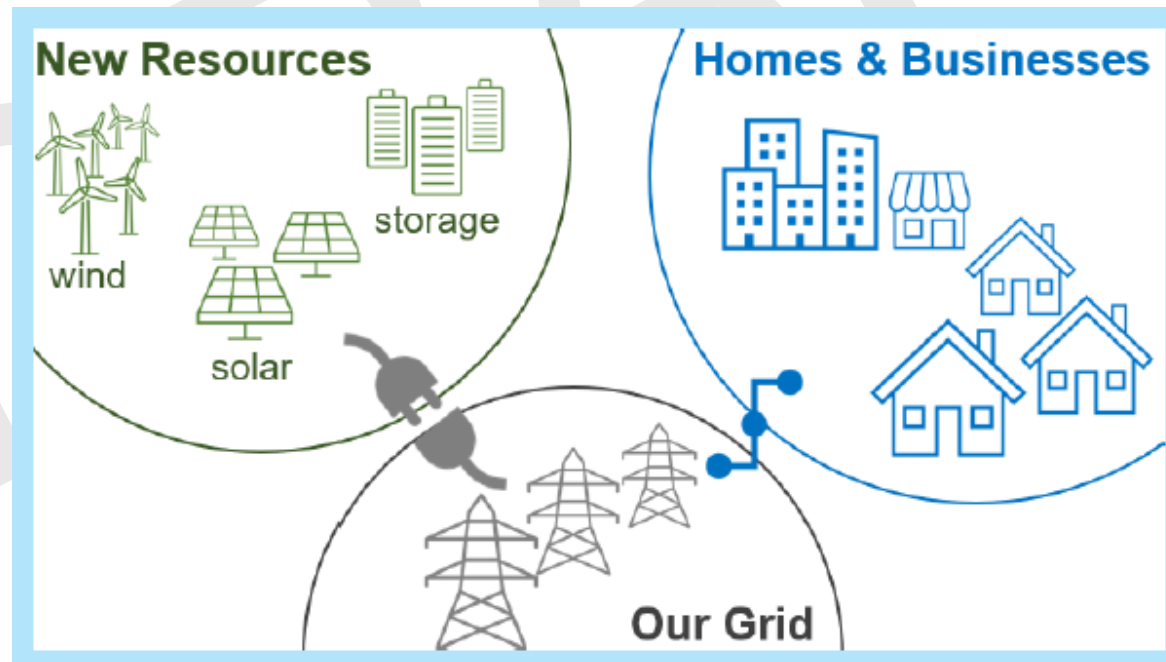 New Resources
wind
solar
storage
Homes & Businesses
Our Grid